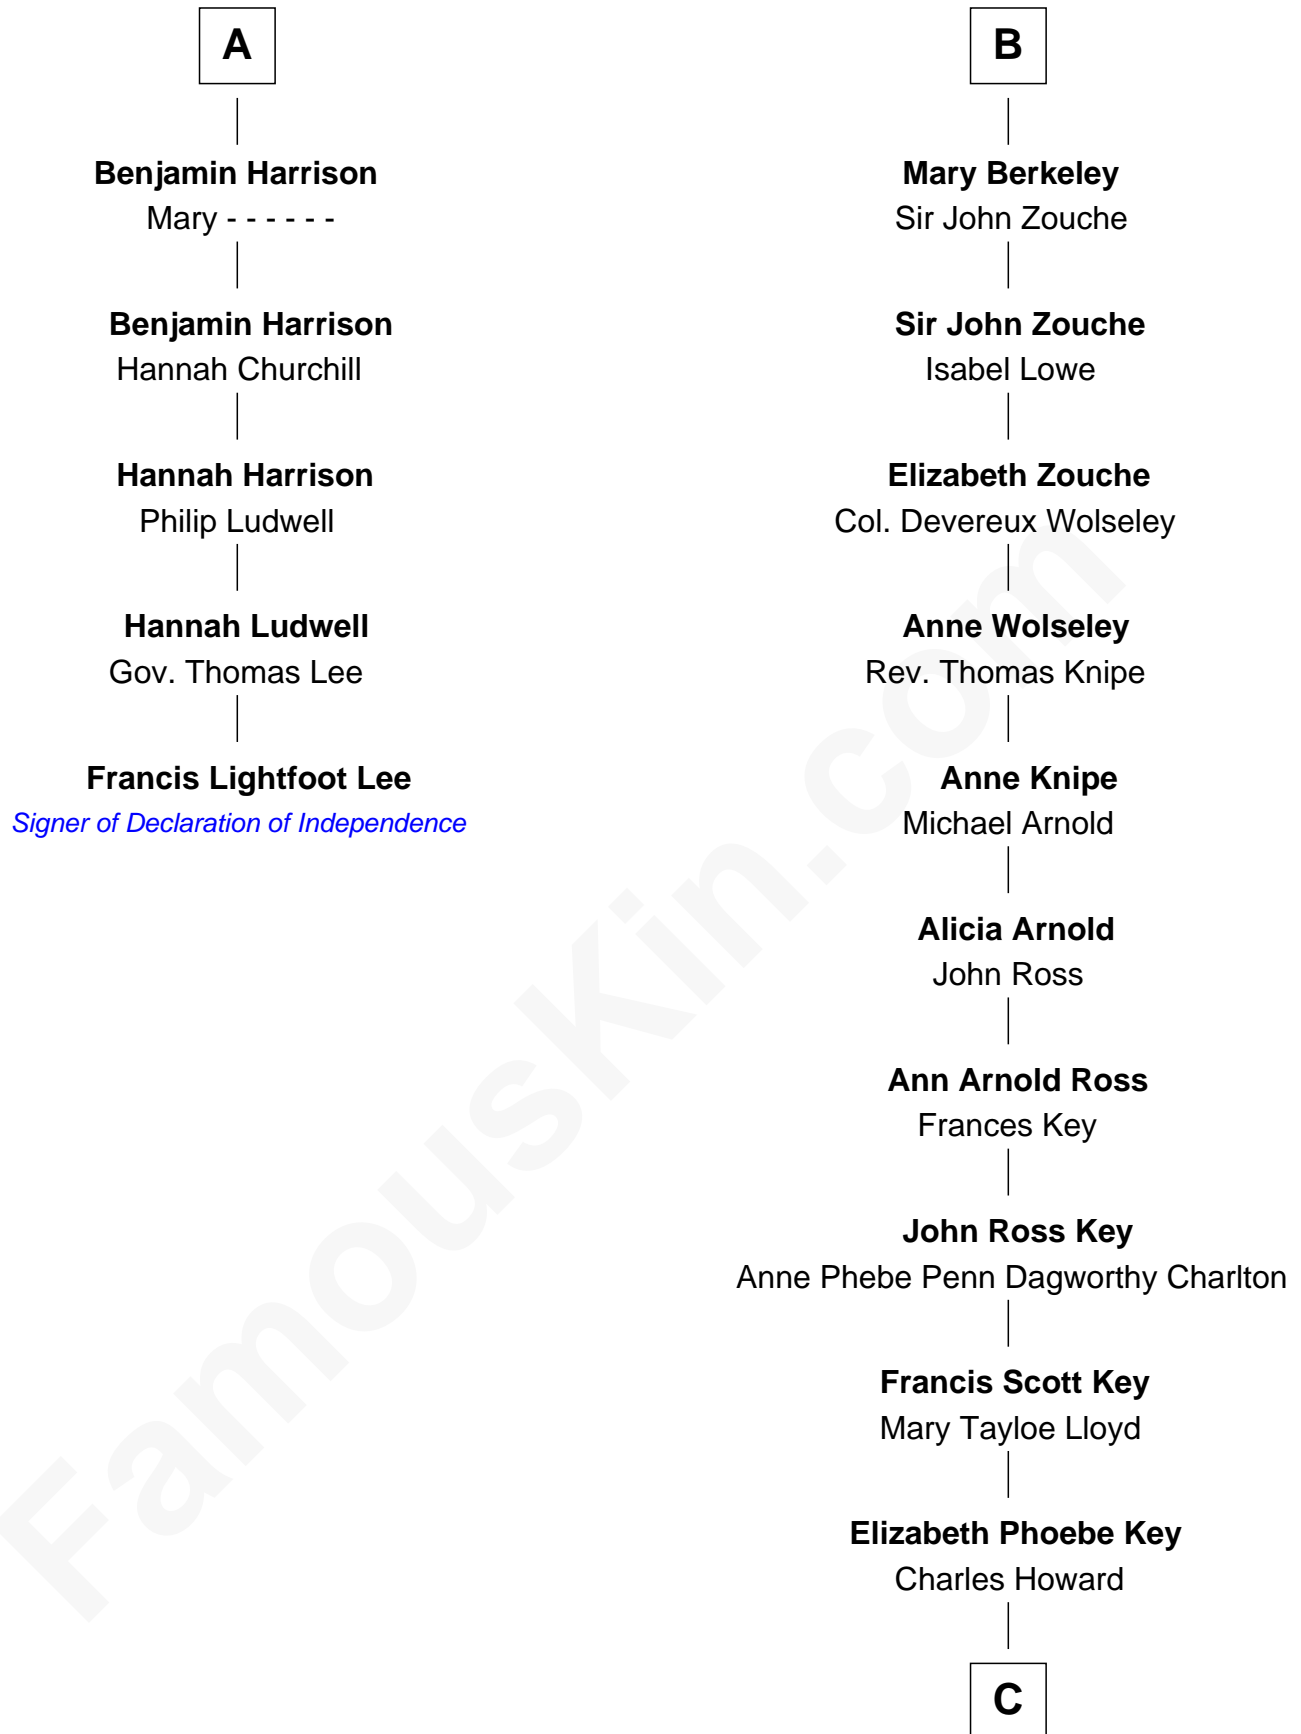 A
Benjamin Harrison
Mary - - - - - -
Benjamin Harrison
Hannah Churchill
Hannah Harrison
Philip Ludwell
Hannah Ludwell
Gov. Thomas Lee
Francis Lightfoot Lee
Signer of Declaration of Independence
B
Mary Berkeley
Sir John Zouche
Sir John Zouche
Isabel Lowe
Elizabeth Zouche
Col. Devereux Wolseley
Anne Wolseley
Rev. Thomas Knipe
Anne Knipe
Michael Arnold
Alicia Arnold
John Ross
Ann Arnold Ross
Frances Key
John Ross Key
Anne Phebe Penn Dagworthy Charlton
Francis Scott Key
Mary Tayloe Lloyd
Elizabeth Phoebe Key
Charles Howard
C
FamousKin.com